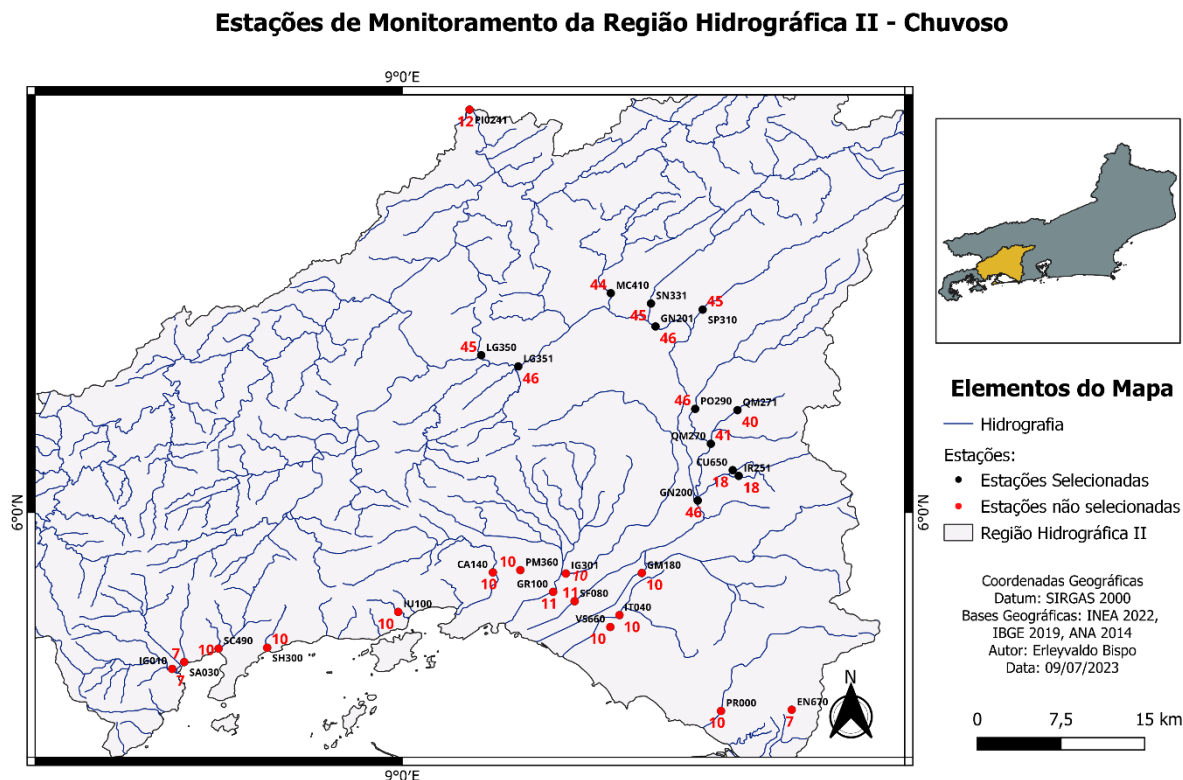 Estações de Monitoramento da Região Hidrográfica II - Chuvoso
9°0’E
12 PI0241
44 MC410
SN331
45
45
GN201
SP310
46
LG350
45
LG351
46
46 PO290
QM271
40
QM270 41
CU650
IR251
18
18
GN200
46
6°0’N
6°0’N
CA140
10
PM360
10
IG301
10
GM180
10
GR100
11
11
SF080
IT040
VS660
10
10
IU100
10
SC490
10
10
SH300
IG010
7
SA030
7
PR000
10
EN670
7
N
9°0’E
Elementos do Mapa
Hidrografia
Estações:
Estações Selecionadas
Estações não selecionadas
Região Hidrográfica II
Coordenadas Geográficas
Datum: SIRGAS 2000
Bases Geográficas: INEA 2022,
IBGE 2019, ANA 2014
Autor: Erleyvaldo Bispo
Data: 09/07/2023
0 7,5 15 km